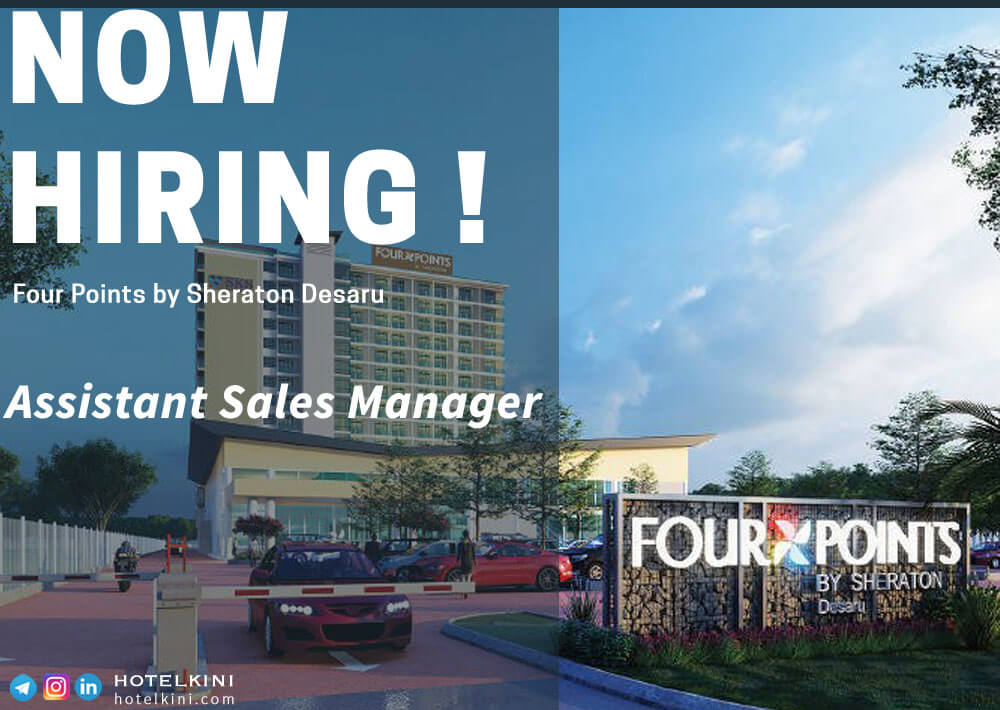 NOW
HIRING !
FOUR POINTS
Four Points by Sheraton Desaru
Assistant Sales Manager
FOUR POINTS
BY SHERATON
Desaru
HOTELKINI
hotelkini.com